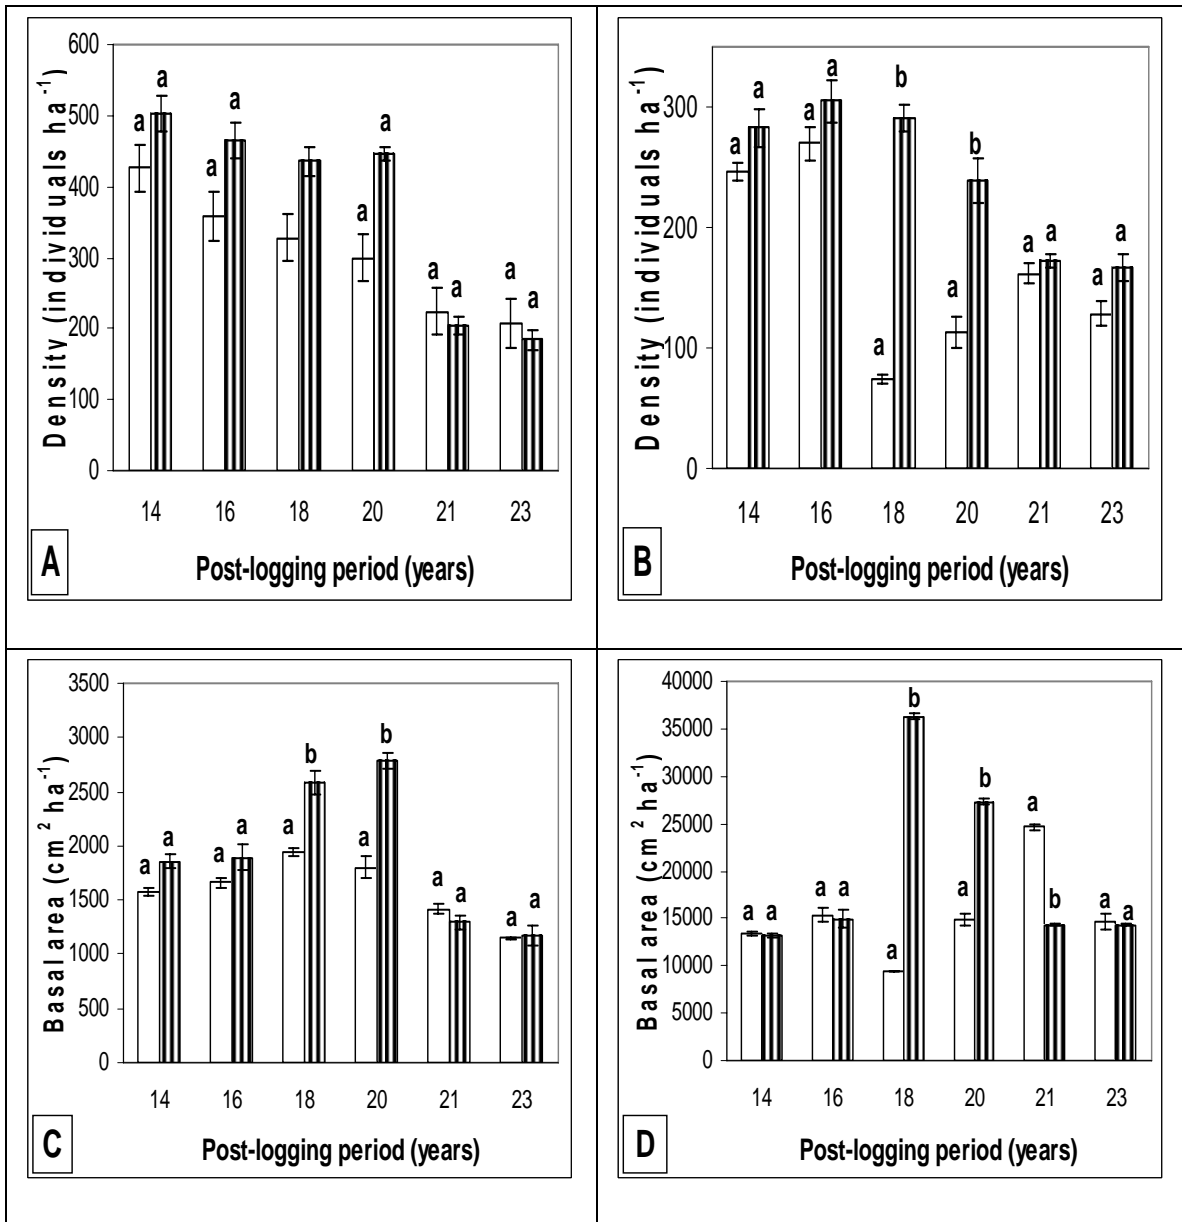 600
500
400
300
200
100
0
Density (individuals ha-1)
a a a a a a a a a a
14 16 18 20 21 23
Post-logging period (years)
A
300
200
100
0
Density (individuals ha-1)
a a a a a b a b a a a a
14 16 18 20 21 23
Post-logging period (years)
B
3500
3000
2500
2000
1500
1000
500
0
Basal area (cm2 ha-1)
a a a a a b a b a a a a
14 16 18 20 21 23
Post-logging period (years)
C
40000
35000
30000
25000
20000
15000
10000
5000
0
Basal area (cm2 ha-1)
a a a a a b a b a b a a
14 16 18 20 21 23
Post-logging period (years)
D